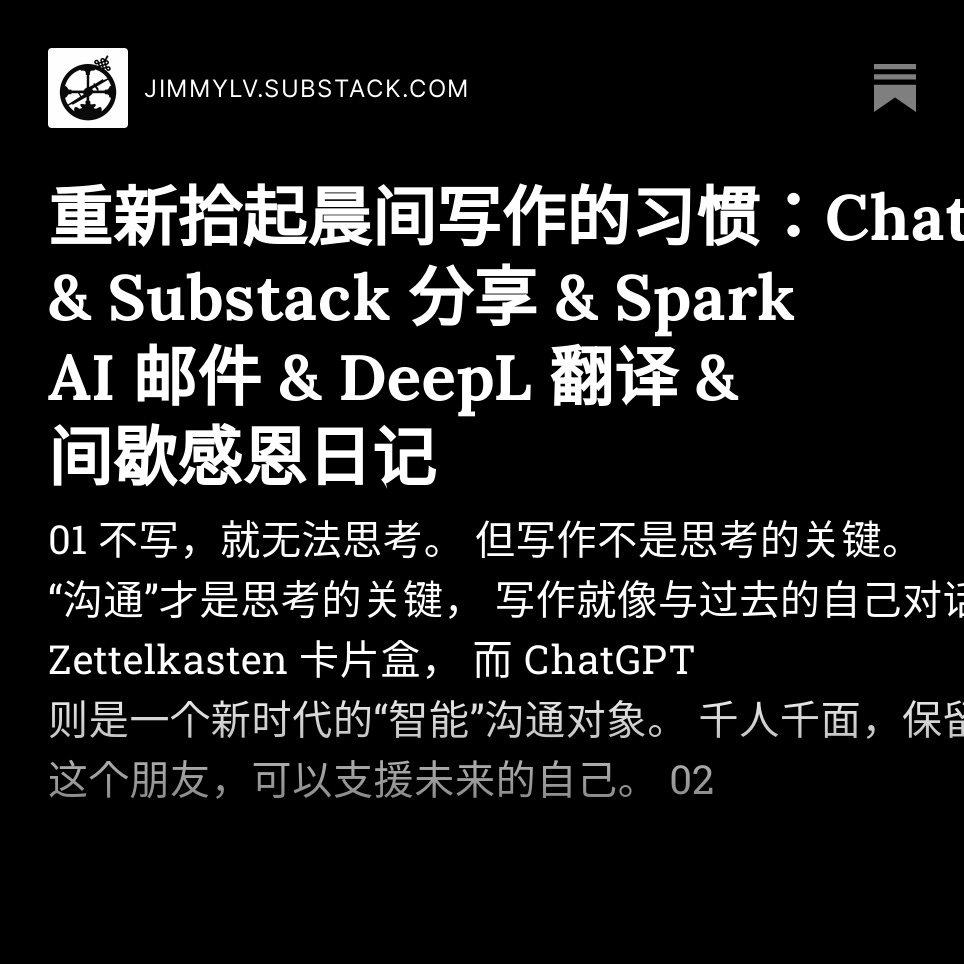 JIMMYLV.SUBSTACK.COM
重新拾起晨间写作的习惯：Chat
& Substack 分享 & Spark
AI 邮件 & DeepL 翻译 &
间歇感恩日记
01 不写，就无法思考。 但写作不是思考的关键。
“沟通”才是思考的关键， 写作就像与过去的自己对话
Zettelkasten 卡片盒， 而 ChatGPT
则是一个新时代的“智能”沟通对象。 千人千面，保留
这个朋友，可以支援未来的自己。 02